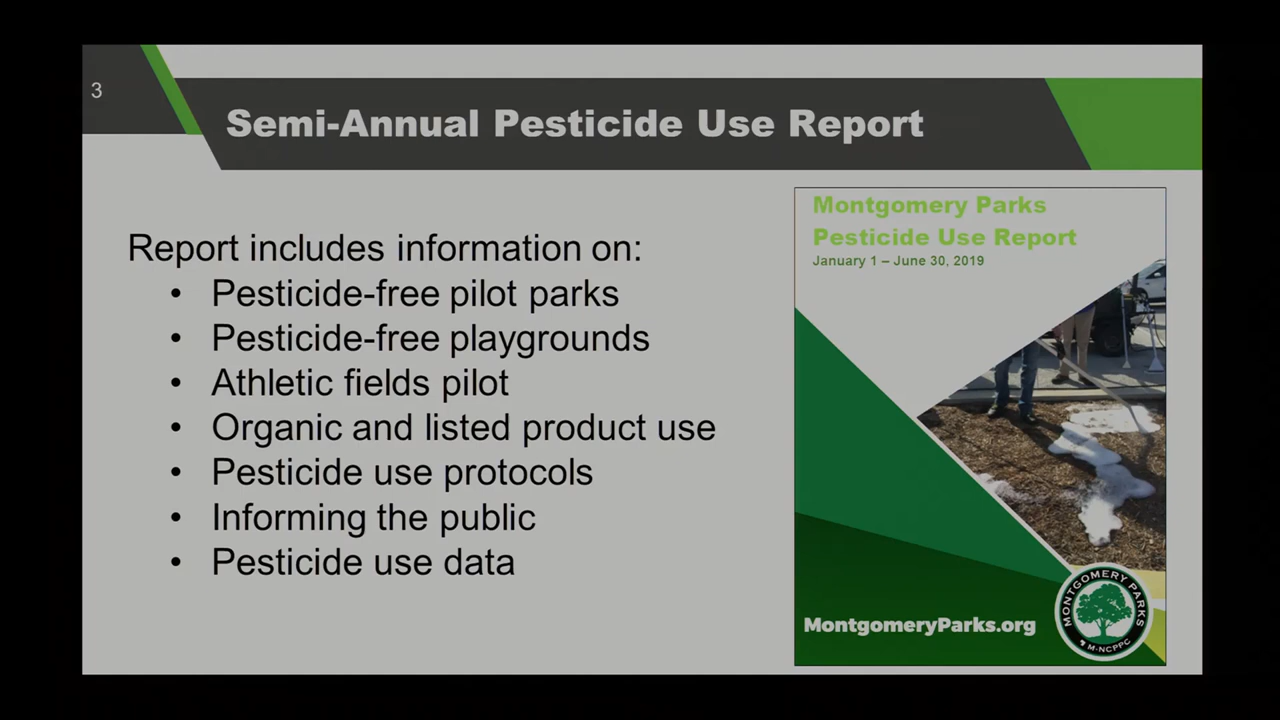 3
Semi-Annual Pesticide Use Report
Report includes information on:
• Pesticide-free pilot parks
• Pesticide-free playgrounds
• Athletic fields pilot
• Organic and listed product use
• Pesticide use protocols
• Informing the public
• Pesticide use data
Montgomery Parks
Pesticide Use Report
January 1 – June 30, 2019
MontgomeryParks.org
MONTGOMERY PARKS
M-NCPPC